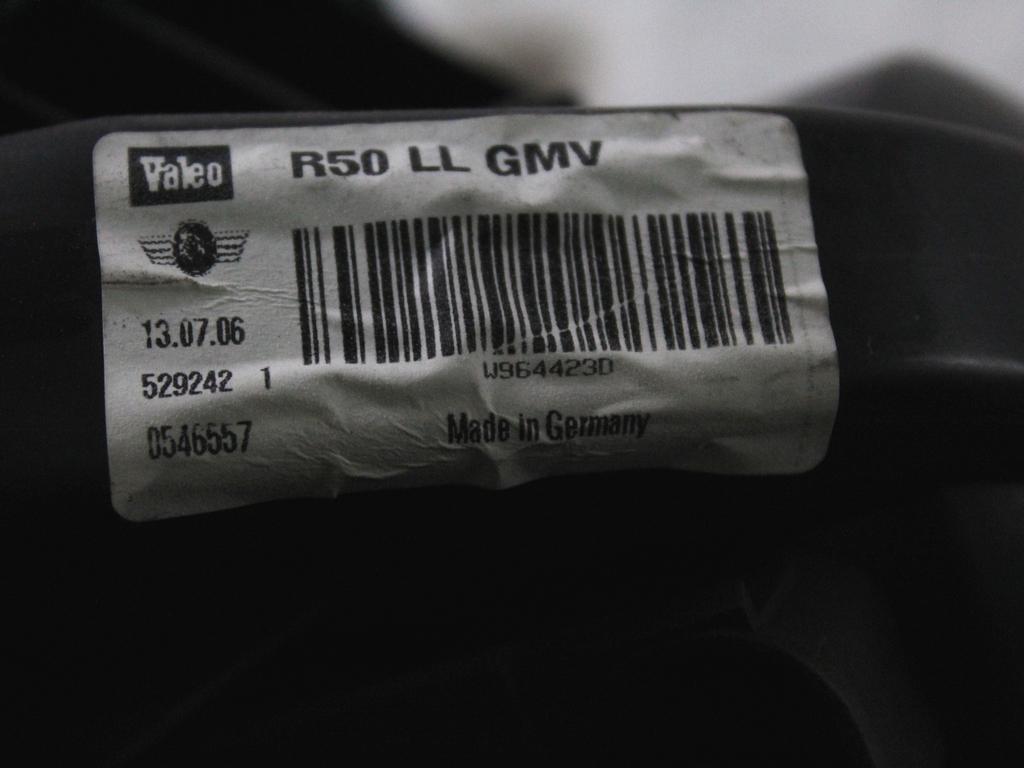 Valeo R50 LL GMV
13.07.06
529242 1
W964423D
0546557
Made in Germany